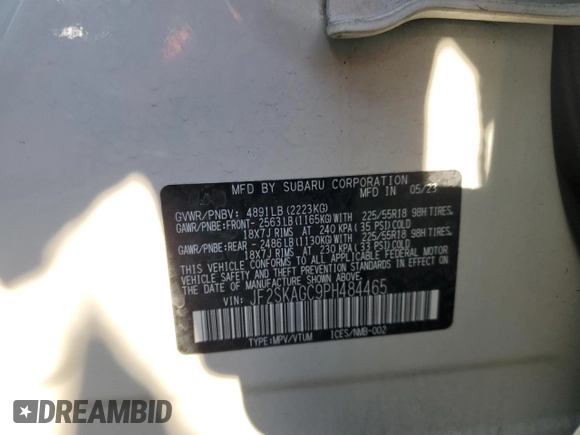 MFD BY SUBARU CORPORATION
MFD IN 05/23
GVWR/PNBV: 4891LB(2223KG)
GAWR/PNBE:FRONT- 2563LB(1165KG)WITH 225/55R18 98H TIRES,
18X7J RIMS AT 240 KPA( 35 PSI)COLD
GAWR/PNBE:REAR - 2486LB(1130KG)WITH 225/55R18 98H TIRES,
18X7J RIMS AT 230 KPA( 33 PSI)COLD
THIS VEHICLE CONFORMS TO ALL APPLICABLE FEDERAL MOTOR
VEHICLE SAFETY STANDARDS IN EFFECT ON
THE DATE OF MANUFACTURE SHOWN ABOVE.
VIN: JF2SKAGC9PH484465
TYPE:MPV/VTUM ICES/NMB-002
DREAMBID